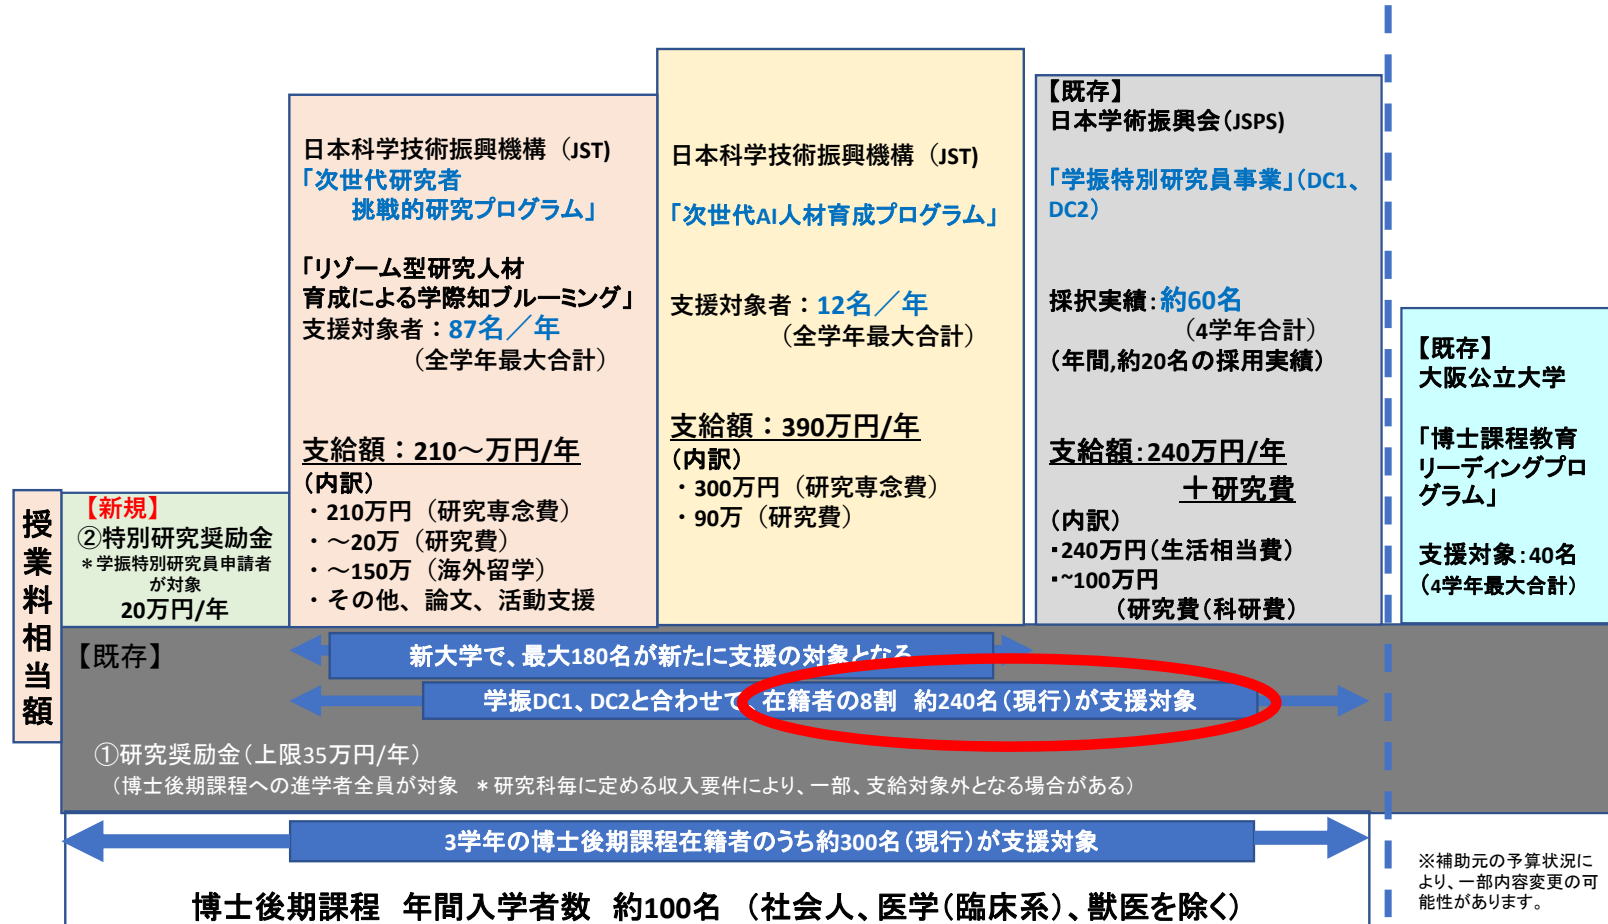 授業料相当額
【新規】
②特別研究奨励金
＊学振特別研究員申請者
が対象
20万円/年
日本科学技術振興機構（JST)
「次世代研究者
挑戦的研究プログラム」
「リゾーム型研究人材
育成による学際知ブルーミング」
支援対象者：87名／年
（全学年最大合計）
支給額：210～万円/年
（内訳）
・210万円（研究専念費）
・～20万（研究費）
・～150万（海外留学）
・その他、論文、活動支援
日本科学技術振興機構（JST)
「次世代AI人材育成プログラム」
支援対象者：12名／年
（全学年最大合計）
支給額：390万円/年
（内訳）
・300万円（研究専念費）
・90万（研究費）
【既存】
日本学術振興会（JSPS）
「学振特別研究員事業」（DC1、
DC2）
採択実績：約60名
（4学年合計）
（年間,約20名の採用実績）
支給額：240万円/年
＋研究費
（内訳）
・240万円（生活相当費）
・~100万円
（研究費（科研費）
【既存】
大阪公立大学
「博士課程教育
リーディングプロ
グラム」
支援対象：40名
（4学年最大合計）
【既存】
新大学で、最大180名が新たに支援の対象となる
学振DC1、DC2と合わせて、在籍者の8割　約240名（現行）が支援対象
①研究奨励金（上限35万円/年）
（博士後期課程への進学者全員が対象　＊研究科毎に定める収入要件により、一部、支給対象外となる場合がある）
3学年の博士後期課程在籍者のうち約300名（現行）が支援対象
博士後期課程　年間入学者数　約100名　（社会人、医学（臨床系）、獣医を除く）
※補助元の予算状況に
より、一部内容変更の可
能性があります。